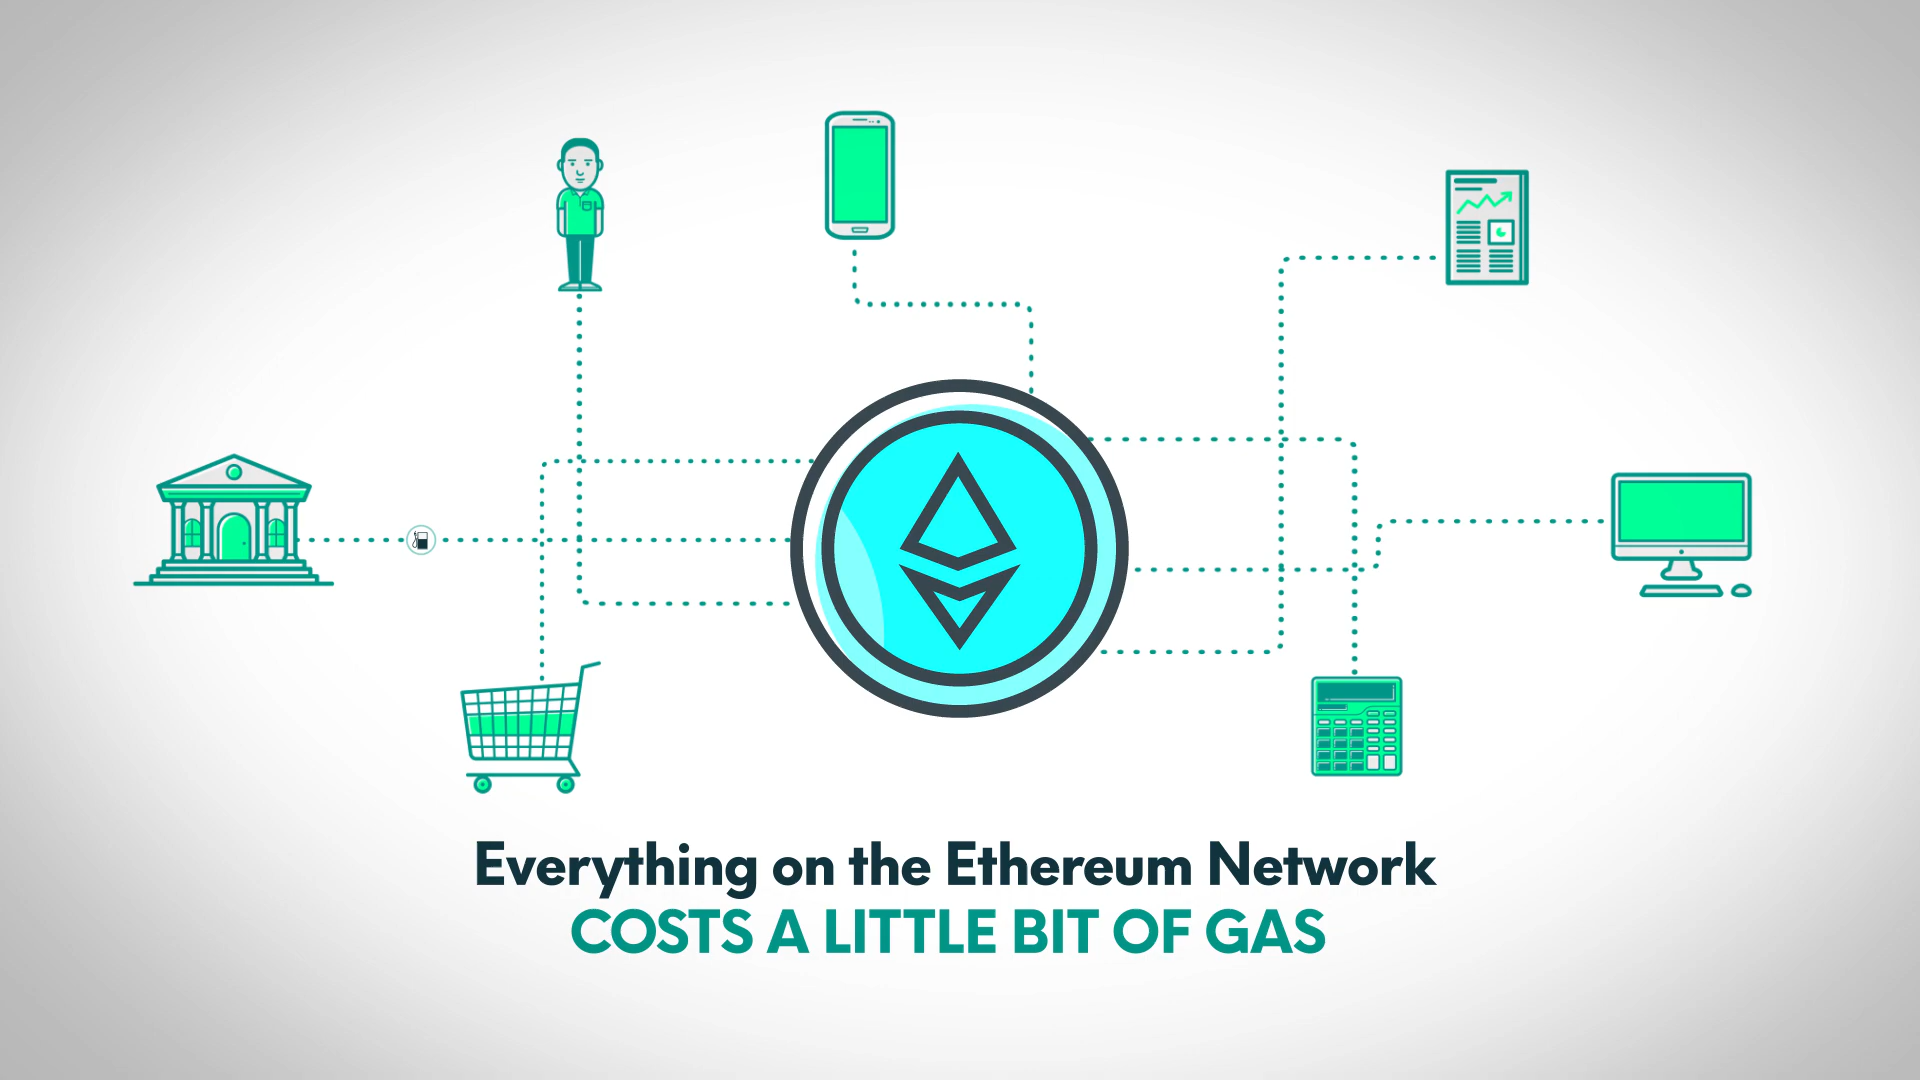 Everything on the Ethereum Network
COSTS A LITTLE BIT OF GAS